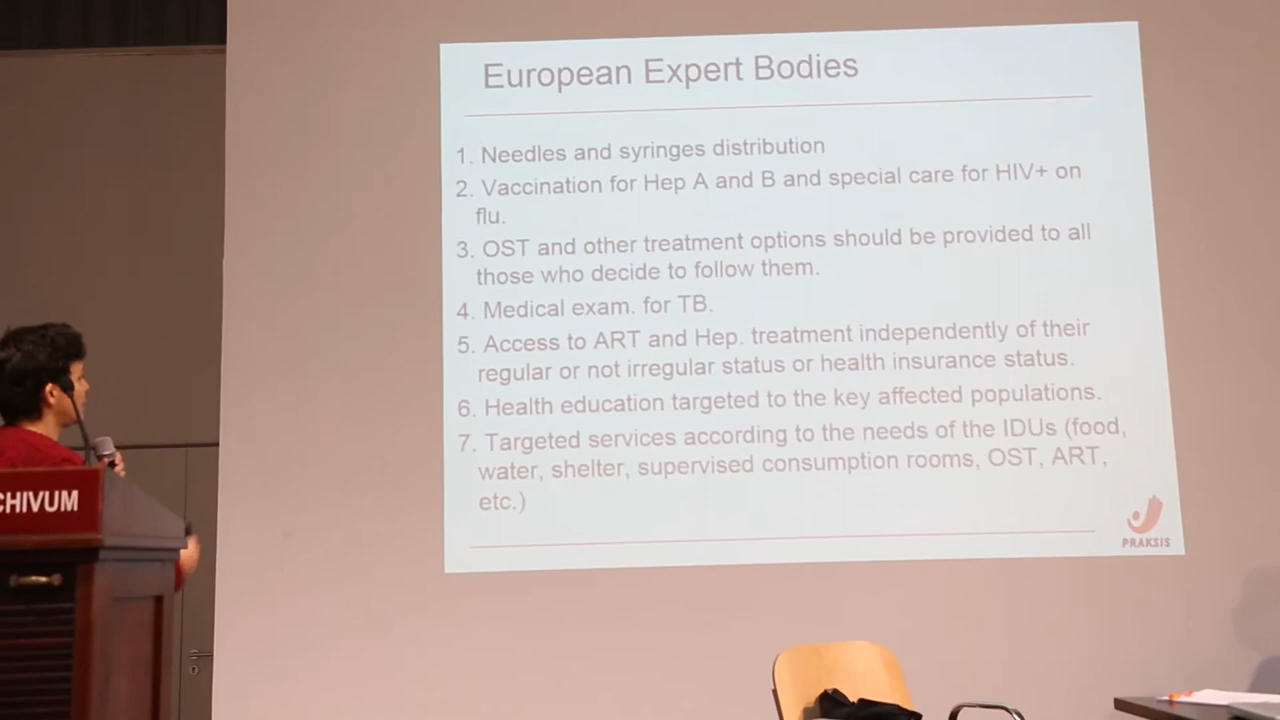 European Expert Bodies
1. Needles and syringes distribution
2. Vaccination for Hep A and B and special care for HIV+ on
flu.
3. OST and other treatment options should be provided to all
those who decide to follow them.
4. Medical exam. for TB.
5. Access to ART and Hep. treatment independently of their
regular or not irregular status or health insurance status.
6. Health education targeted to the key affected populations.
7. Targeted services according to the needs of the IDUs (food,
water, shelter, supervised consumption rooms, OST, ART,
etc.)
PRAKSIS
CHIVUM